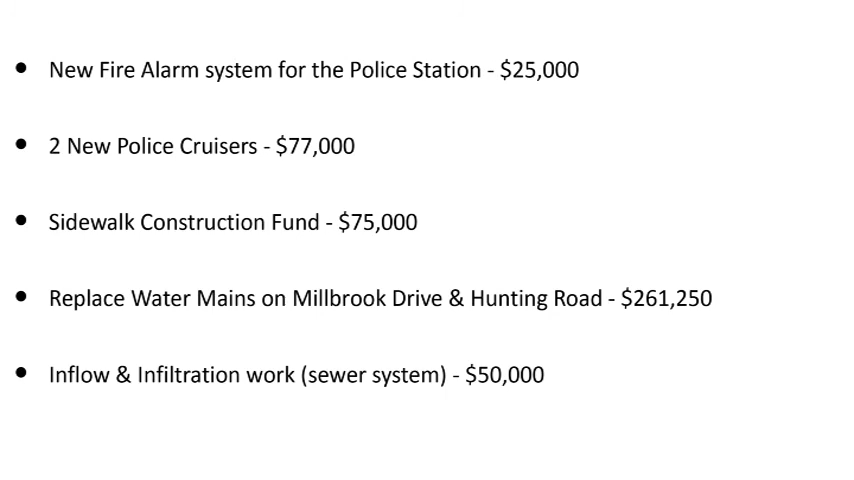 • New Fire Alarm system for the Police Station - $25,000
• 2 New Police Cruisers - $77,000
• Sidewalk Construction Fund - $75,000
• Replace Water Mains on Millbrook Drive & Hunting Road - $261,250
• Inflow & Infiltration work (sewer system) - $50,000